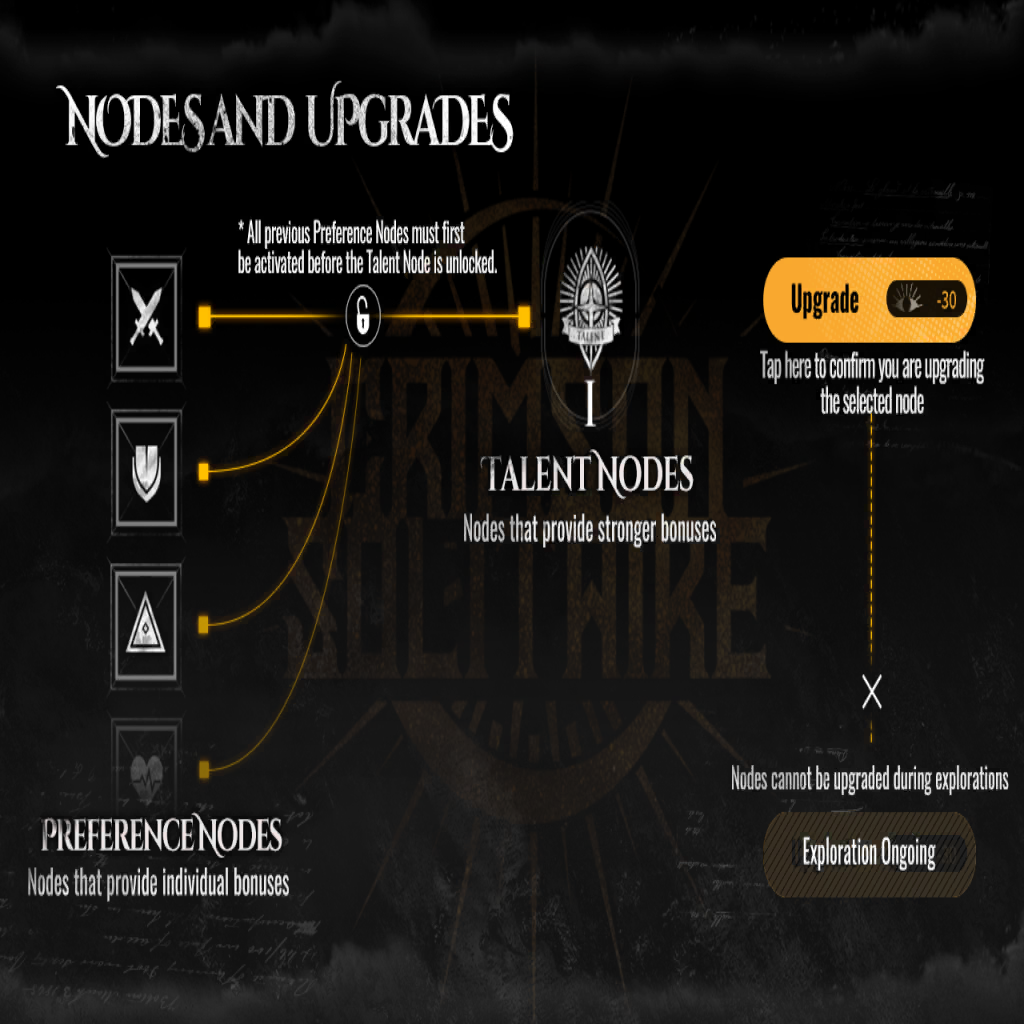 NODES AND UPGRADES
* All previous Preference Nodes must first
be activated before the Talent Node is unlocked.
TALENT
I
Upgrade
-30
Tap here to confirm you are upgrading
the selected node
TALENT NODES
Nodes that provide stronger bonuses
CRIMSON
SOLITAIRE
Nodes cannot be upgraded during explorations
Exploration Ongoing
PREFERENCE NODES
Nodes that provide individual bonuses